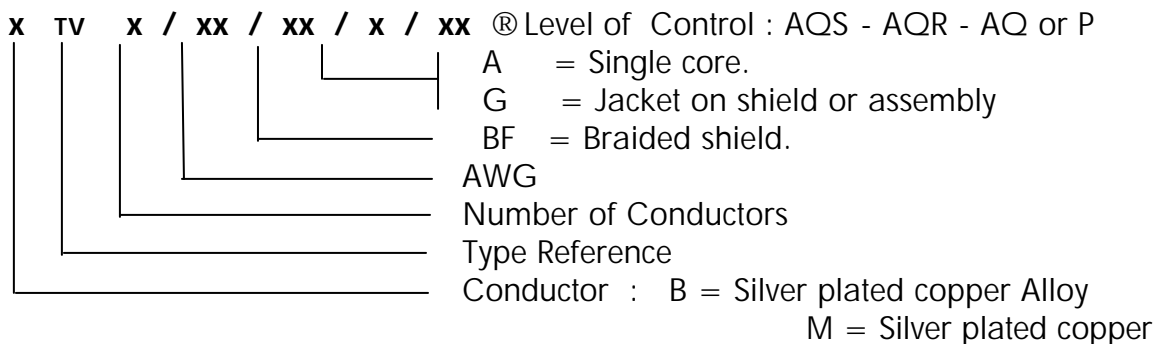 x TV x / xx / xx / x / xx ® Level of Control : AQS - AQR - AQ or P
A = Single core.
G = Jacket on shield or assembly
BF = Braided shield.
AWG
Number of Conductors
Type Reference
Conductor : B = Silver plated copper Alloy
M = Silver plated copper